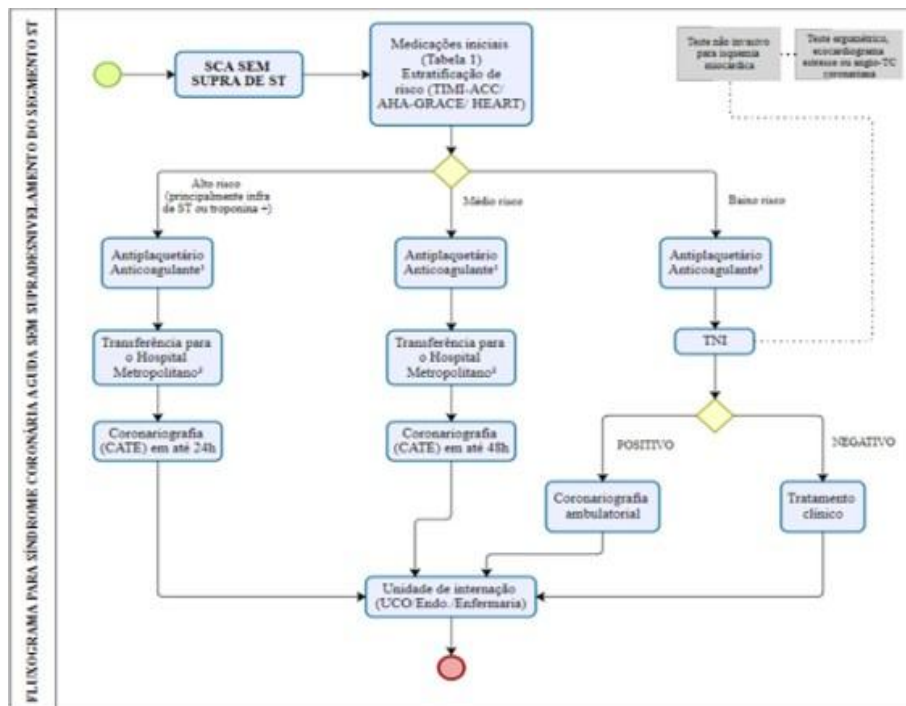 FLUXOGRAMA PARA SÍNDROME CORONÁRIA AGUDA SEM SUPRADESNIVELAMENTO DO SEGMENTO ST
SCA SEM
SUPRA DE ST
Medicações iniciais
(Tabela 1)
Estratificação de
risco (TIMI-ACC/
AHA-GRACE/ HEART)
Teste não invasivo
para isquemia
miocárdica
Teste ergométrico,
ecocardiograma
estresse ou angio-TC
coronariana
Alto risco
(principalmente infra
de ST ou troponina +)
Médio risco
Baixo risco
Antiplaquetário
Anticoagulante¹
Antiplaquetário
Anticoagulante¹
Antiplaquetário
Anticoagulante¹
Transferência para
o Hospital
Metropolitano²
Transferência para
o Hospital
Metropolitano²
TNI
Coronariografia
(CATE) em até 24h
Coronariografia
(CATE) em até 48h
POSITIVO
NEGATIVO
Coronariografia
ambulatorial
Tratamento
clínico
Unidade de internação
(UCO/Endo./Enfermaria)